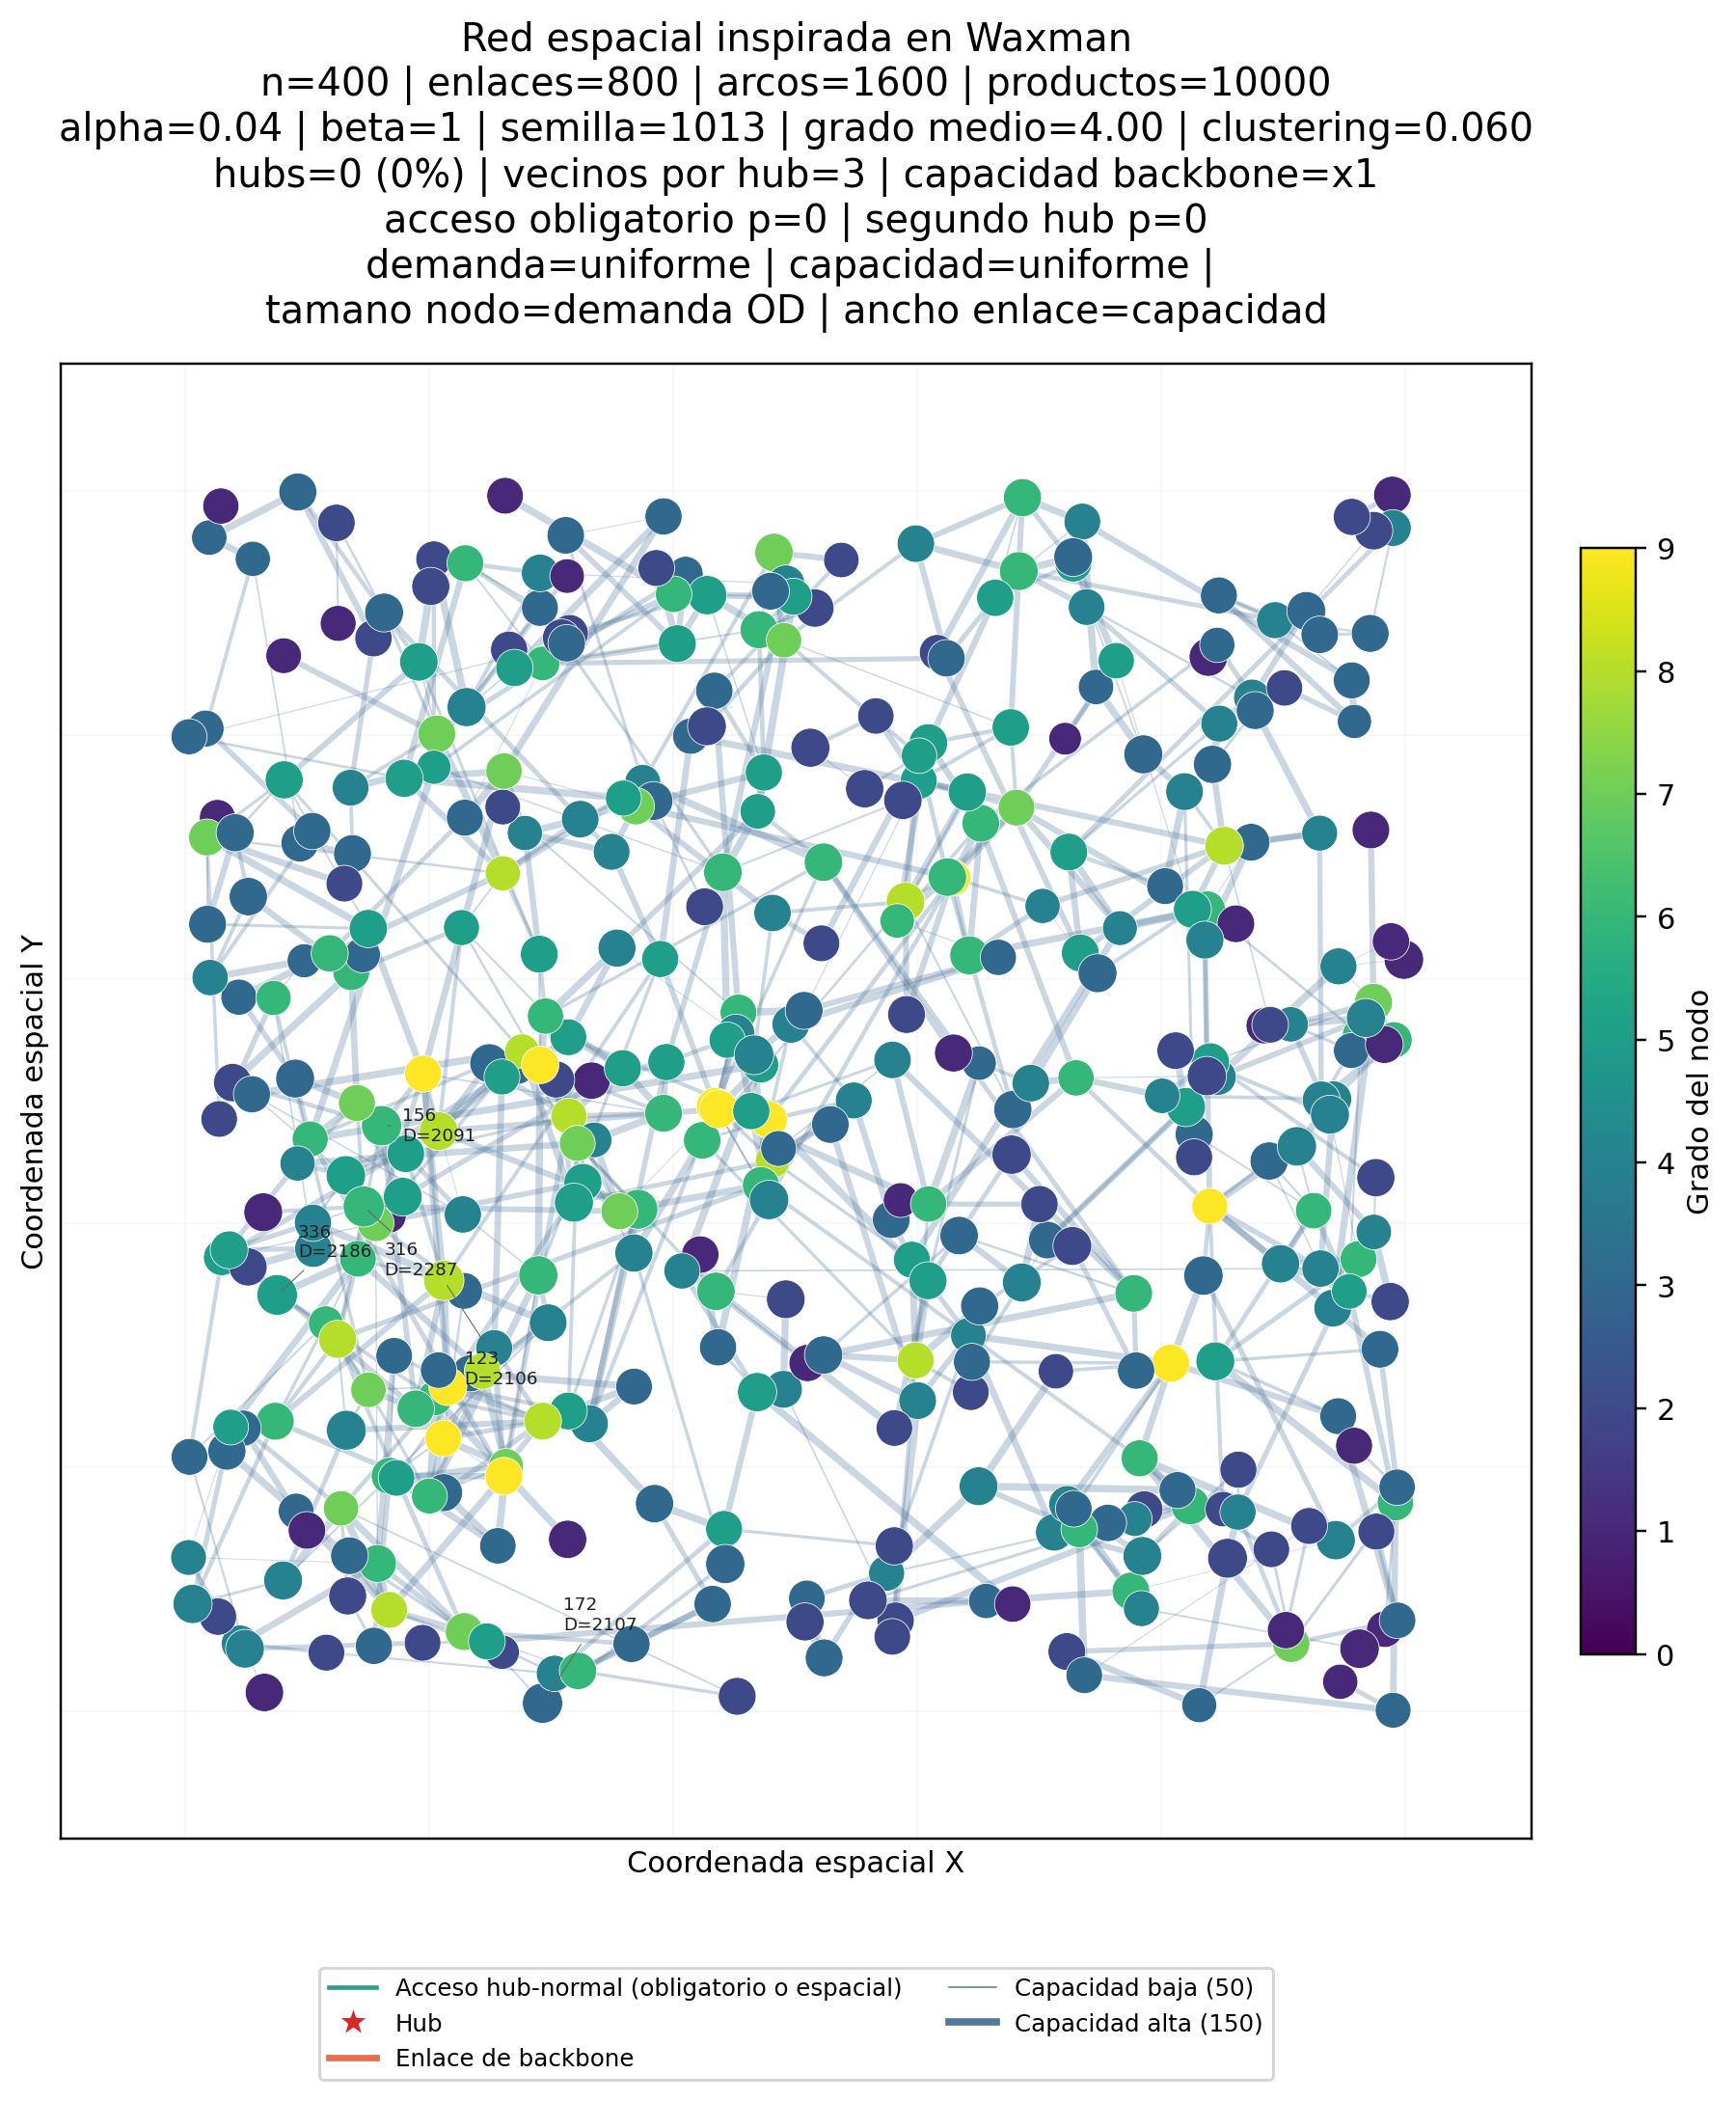 Red espacial inspirada en Waxman
n=400 | enlaces=800 | arcos=1600 | productos=10000
alpha=0.04 | beta=1 | semilla=1013 | grado medio=4.00 | clustering=0.060
hubs=0 (0%) | vecinos por hub=3 | capacidad backbone=x1
acceso obligatorio p=0 | segundo hub p=0
demanda=uniforme | capacidad=uniforme |
tamano nodo=demanda OD | ancho enlace=capacidad
Coordenada espacial Y
156
D=2091
336
D=2186
316
D=2287
123
D=2106
172
D=2107
Coordenada espacial X
9
8
7
6
5
4
3
2
1
0
Grado del nodo
Acceso hub-normal (obligatorio o espacial)
Hub
Enlace de backbone
Capacidad baja (50)
Capacidad alta (150)